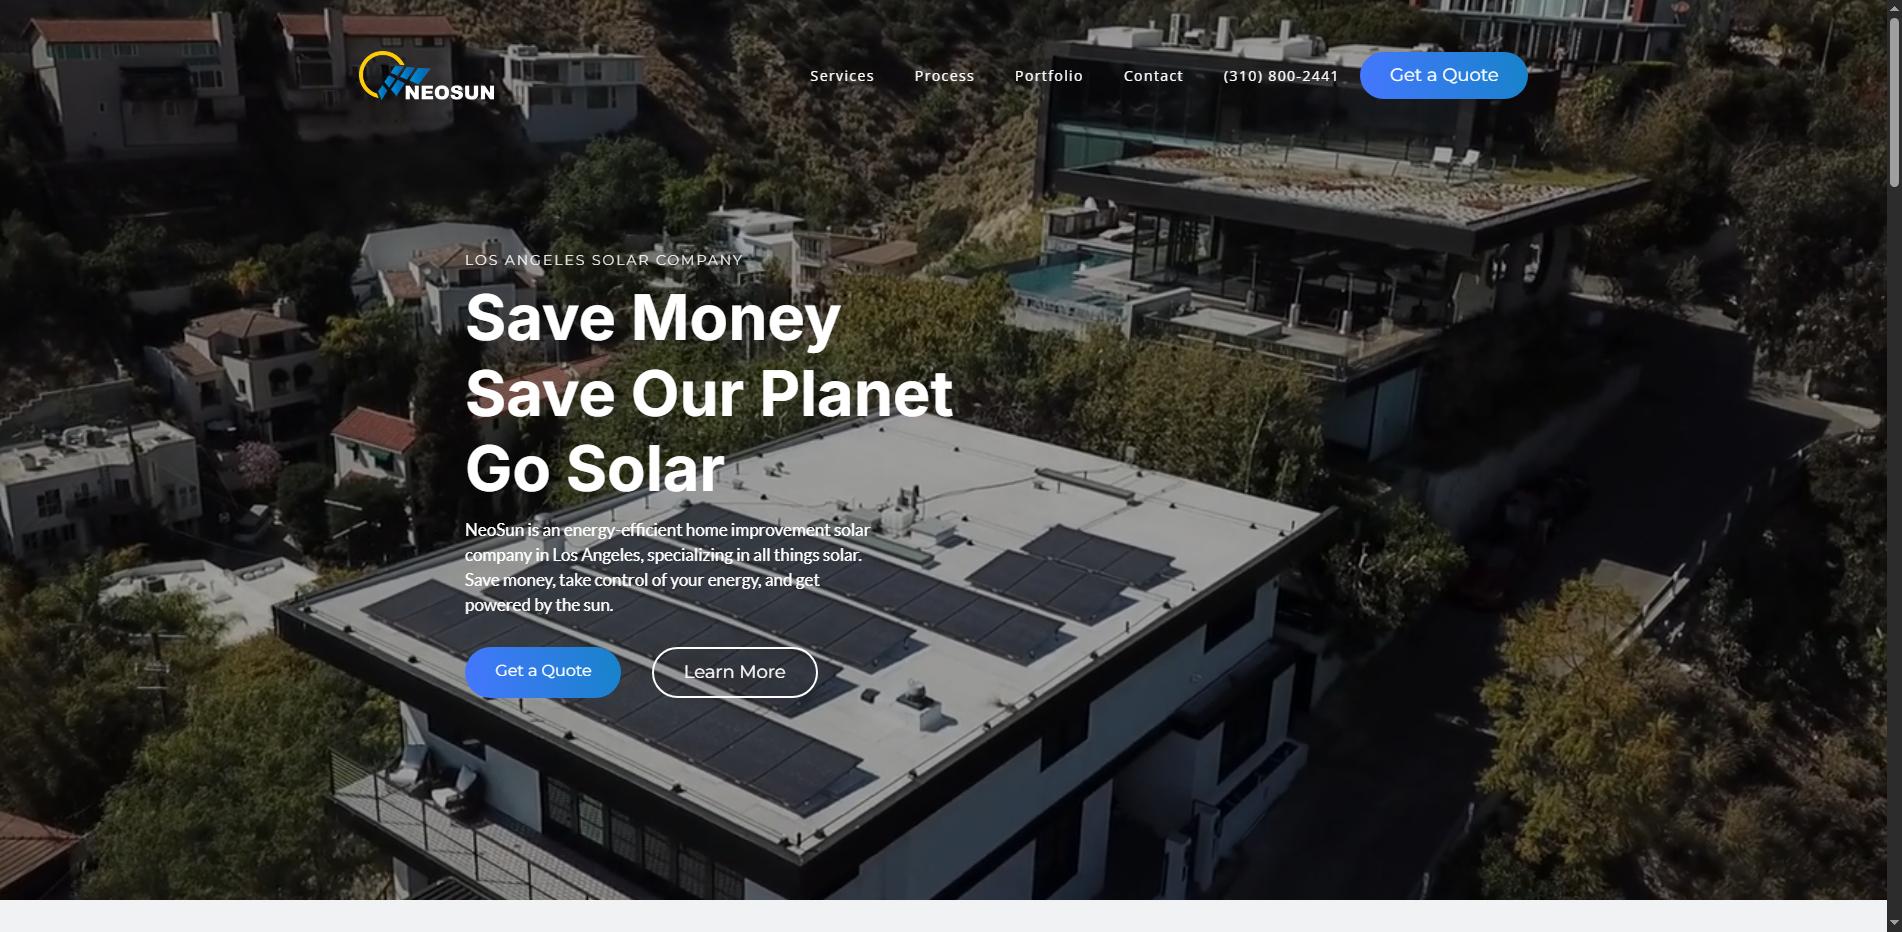 NEOSUN
Services
Process
Portfolio
Contact
(310) 800-2441
Get a Quote
LOS ANGELES SOLAR COMPANY
Save Money
Save Our Planet
Go Solar
NeoSun is an energy-efficient home improvement solar
company in Los Angeles, specializing in all things solar.
Save money, take control of your energy, and get
powered by the sun.
Get a Quote
Learn More